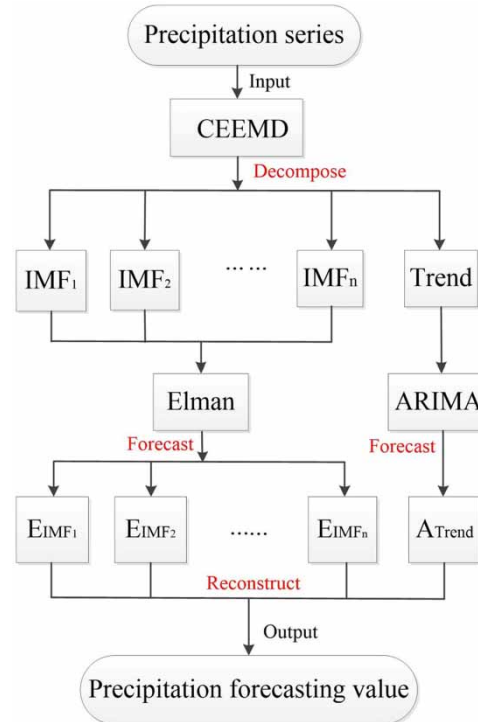 Precipitation series
Input
CEEMD
Decompose
IMF₁ IMF₂ ... ... IMFn Trend
Elman ARIMA
Forecast Forecast
EIMF₁ EIMF₂ ...... EIMFn ATrend
Reconstruct
Output
Precipitation forecasting value